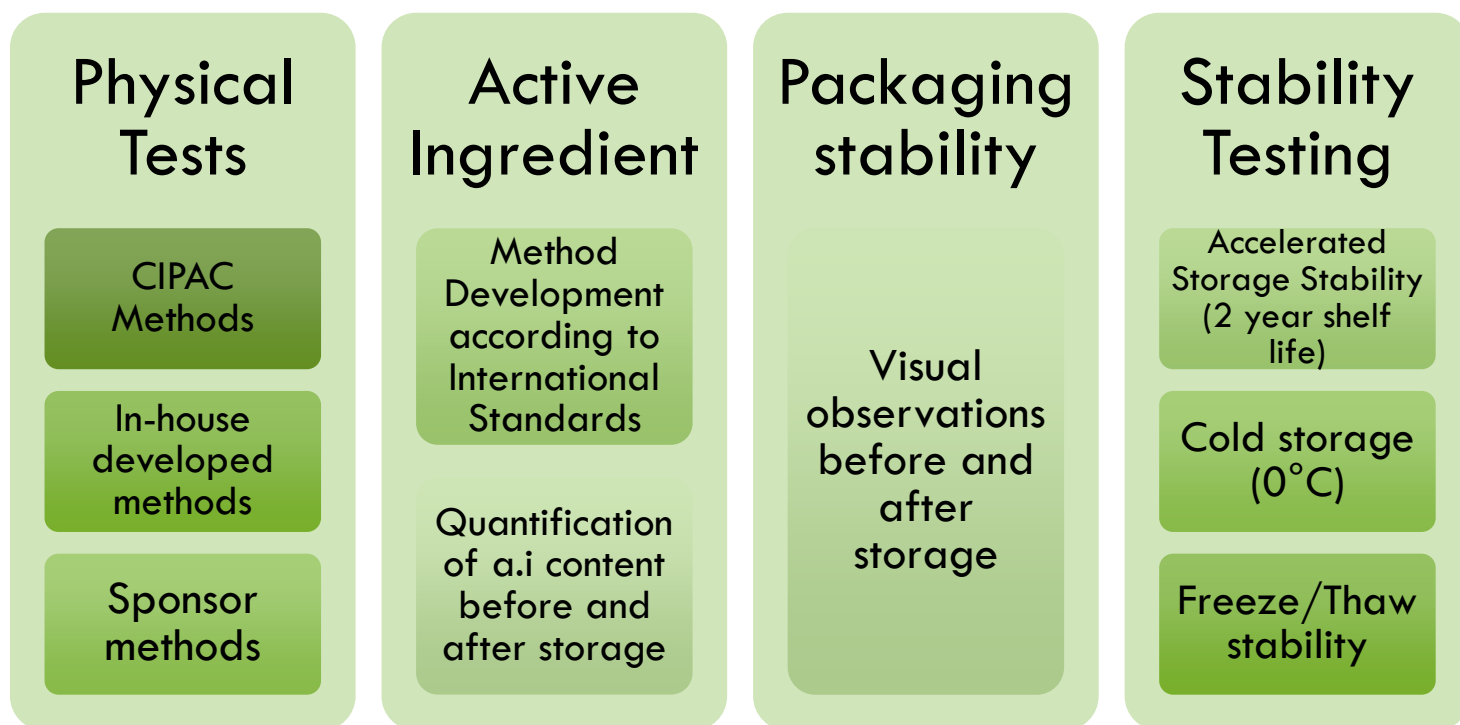 Physical
Tests
CIPAC
Methods
In-house
developed
methods
Sponsor
methods
Active
Ingredient
Method
Development
according to
International
Standards
Quantification
of a.i content
before and
after storage
Packaging
stability
Visual
observations
before and
after
storage
Stability
Testing
Accelerated
Storage Stability
(2 year shelf
life)
Cold storage
(0°C)
Freeze/Thaw
stability